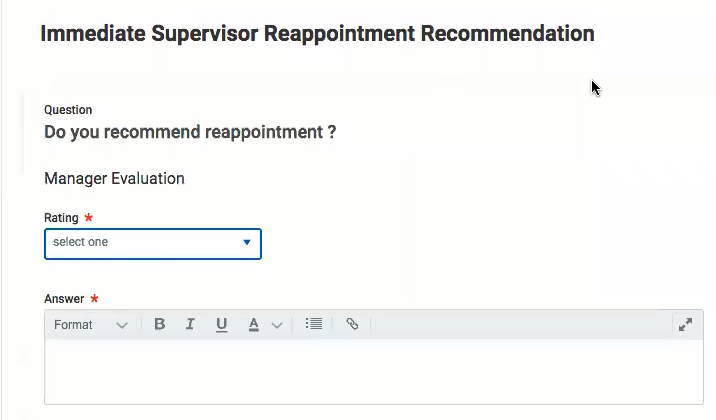 Immediate Supervisor Reappointment Recommendation
Question
Do you recommend reappointment ?
Manager Evaluation
Rating *
select one
Answer *
Format B I U A